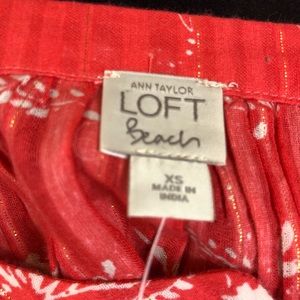 ANN TAYLOR
LOFT
Beach
XS
MADE IN
INDIA